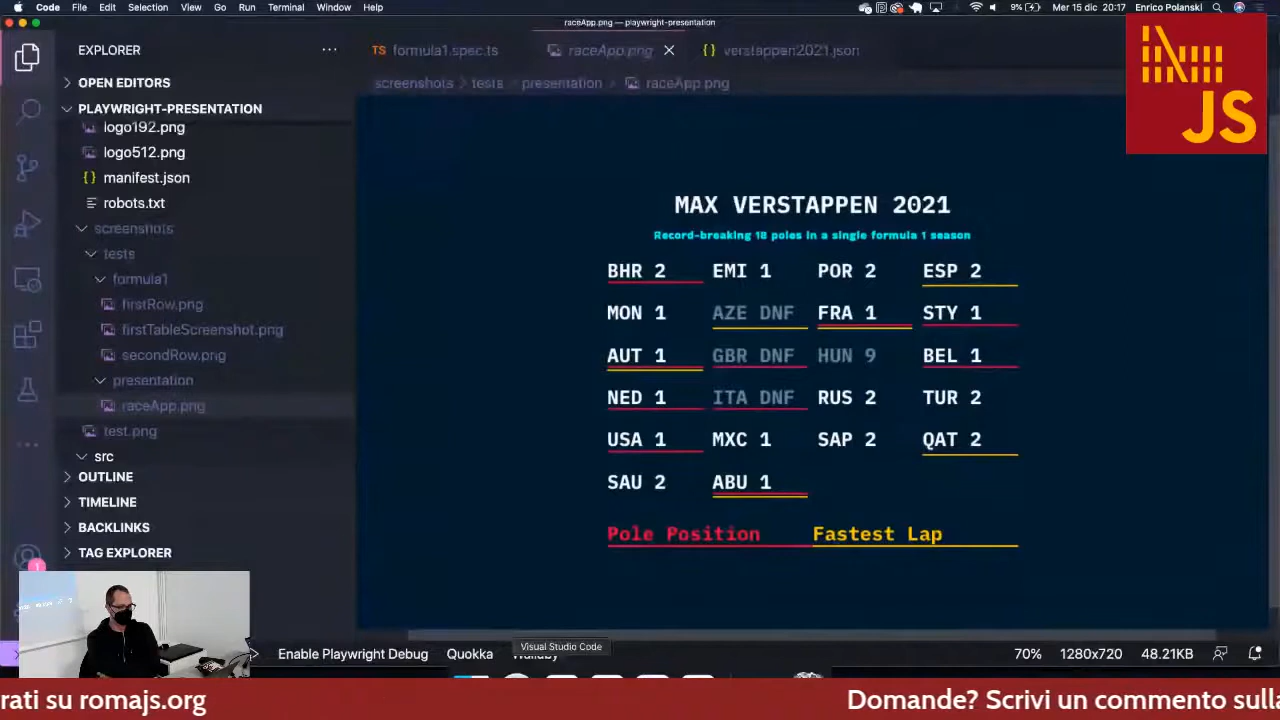 Code File Edit Selection View Go Run Terminal Window Help 9% Mer 15 dic 20:17 Enrico Polanski
raceApp.png — playwright-presentation
EXPLORER
TS formula1.spec.ts raceApp.png {} verstappen2021.json
screenshots > tests > presentation > raceApp.png
OPEN EDITORS
PLAYWRIGHT-PRESENTATION
logo192.png
logo512.png
{} manifest.json
robots.txt
screenshots
tests
formula1
firstRow.png
firstTableScreenshot.png
secondRow.png
presentation
raceApp.png
test.png
src
OUTLINE
TIMELINE
BACKLINKS
TAG EXPLORER
1
JS
MAX VERSTAPPEN 2021
Record-breaking 18 poles in a single formula 1 season
BHR 2 EMI 1 POR 2 ESP 2
MON 1 AZE DNF FRA 1 STY 1
AUT 1 GBR DNF HUN 9 BEL 1
NED 1 ITA DNF RUS 2 TUR 2
USA 1 MXC 1 SAP 2 QAT 2
SAU 2 ABU 1
Pole Position Fastest Lap
Visual Studio Code
Enable Playwright Debug Quokka Wallaby 70% 1280x720 48.21KB
rati su romajs.org Domande? Scrivi un commento sulla